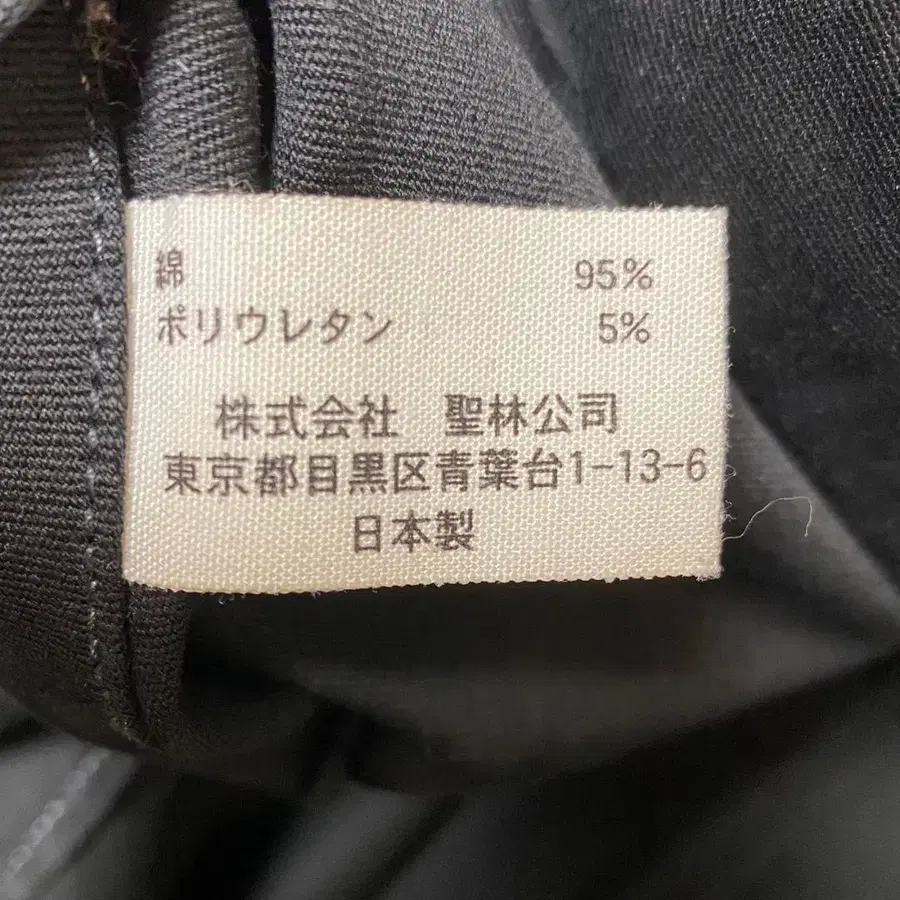 綿 95%
ポリウレタン 5%
株式会社 聖林公司
東京都目黒区青葉台1-13-6
日本製